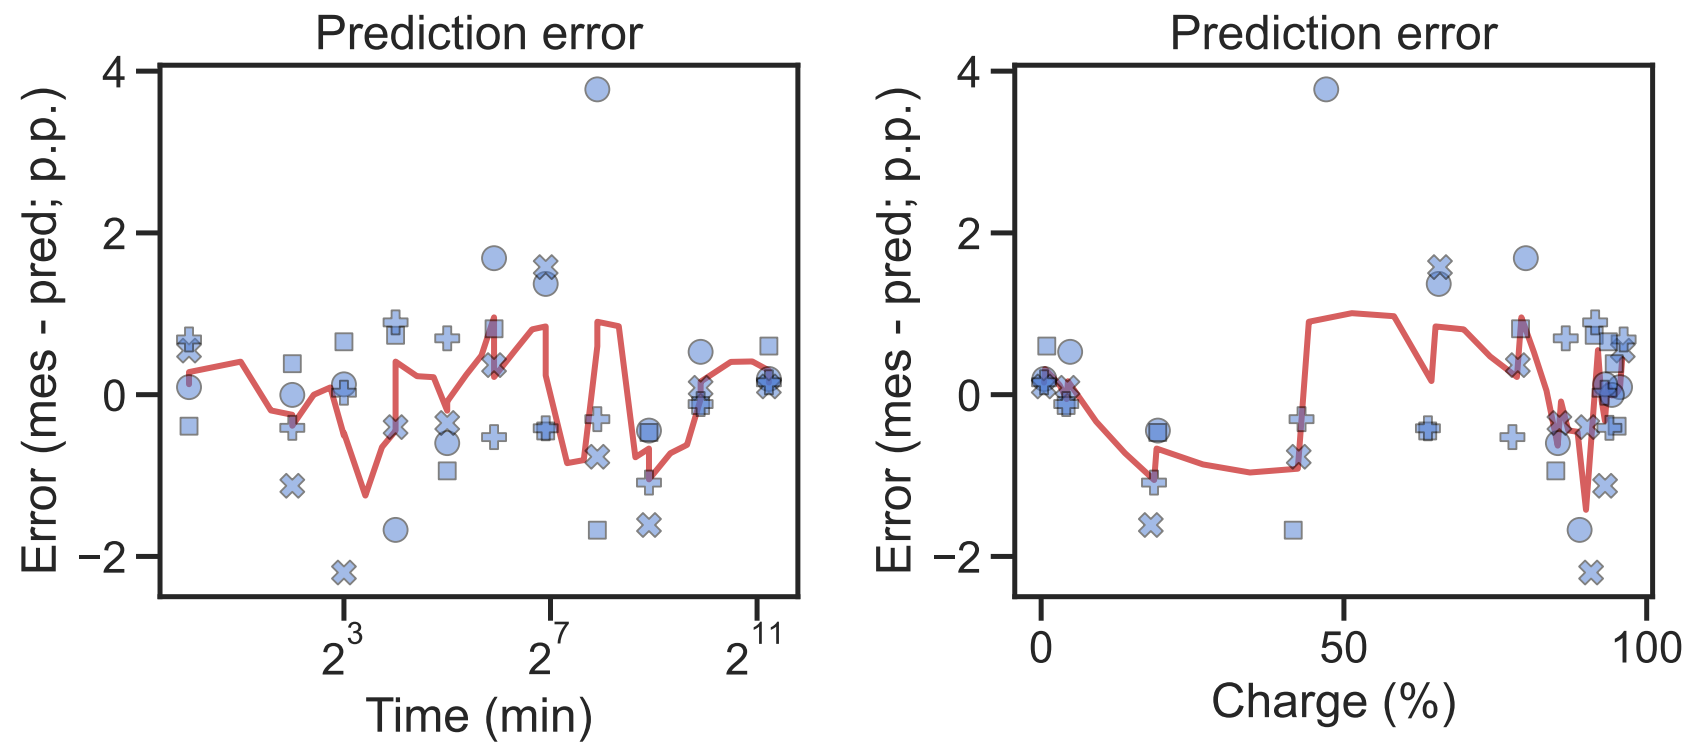 Prediction error
Error (mes - pred; p.p.)
4
2
0
−2
2^3
2^7
2^11
Time (min)
Prediction error
Error (mes - pred; p.p.)
4
2
0
−2
0
50
100
Charge (%)